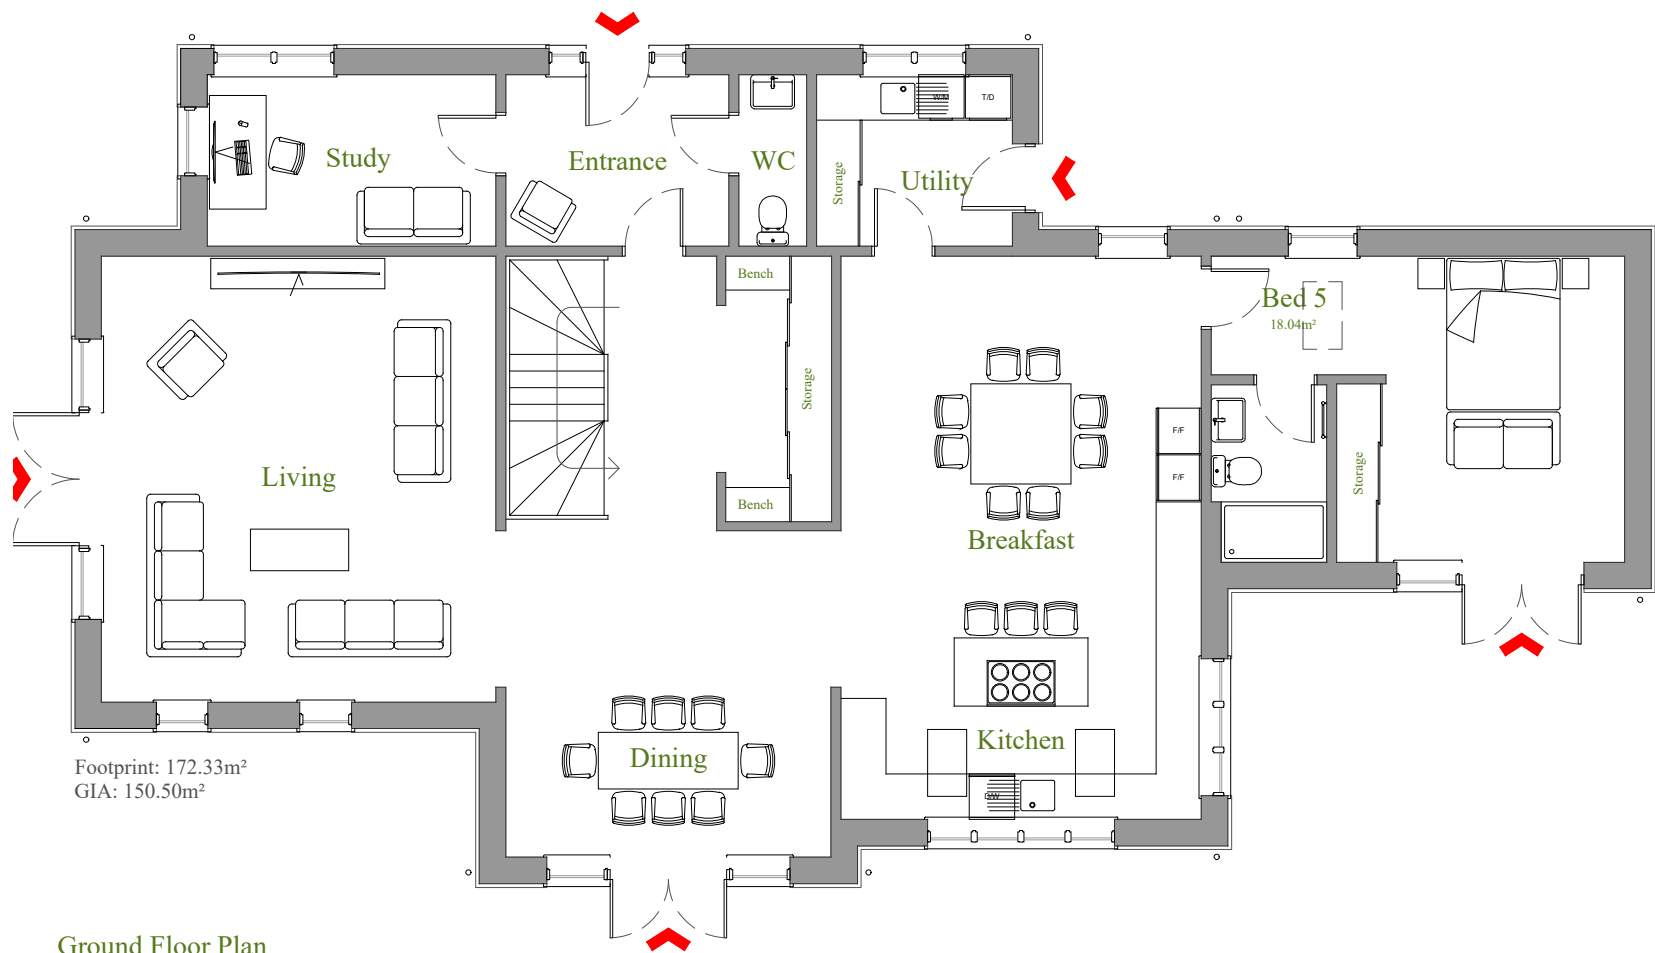 W/M
T/D
Study
Entrance
WC
Utility
Storage
Bench
Bed 5
18.04m²
Storage
F/F
F/F
Living
Storage
Bench
Breakfast
Kitchen
Dining
D/W
Footprint: 172.33m²
GIA: 150.50m²
Ground Floor Plan